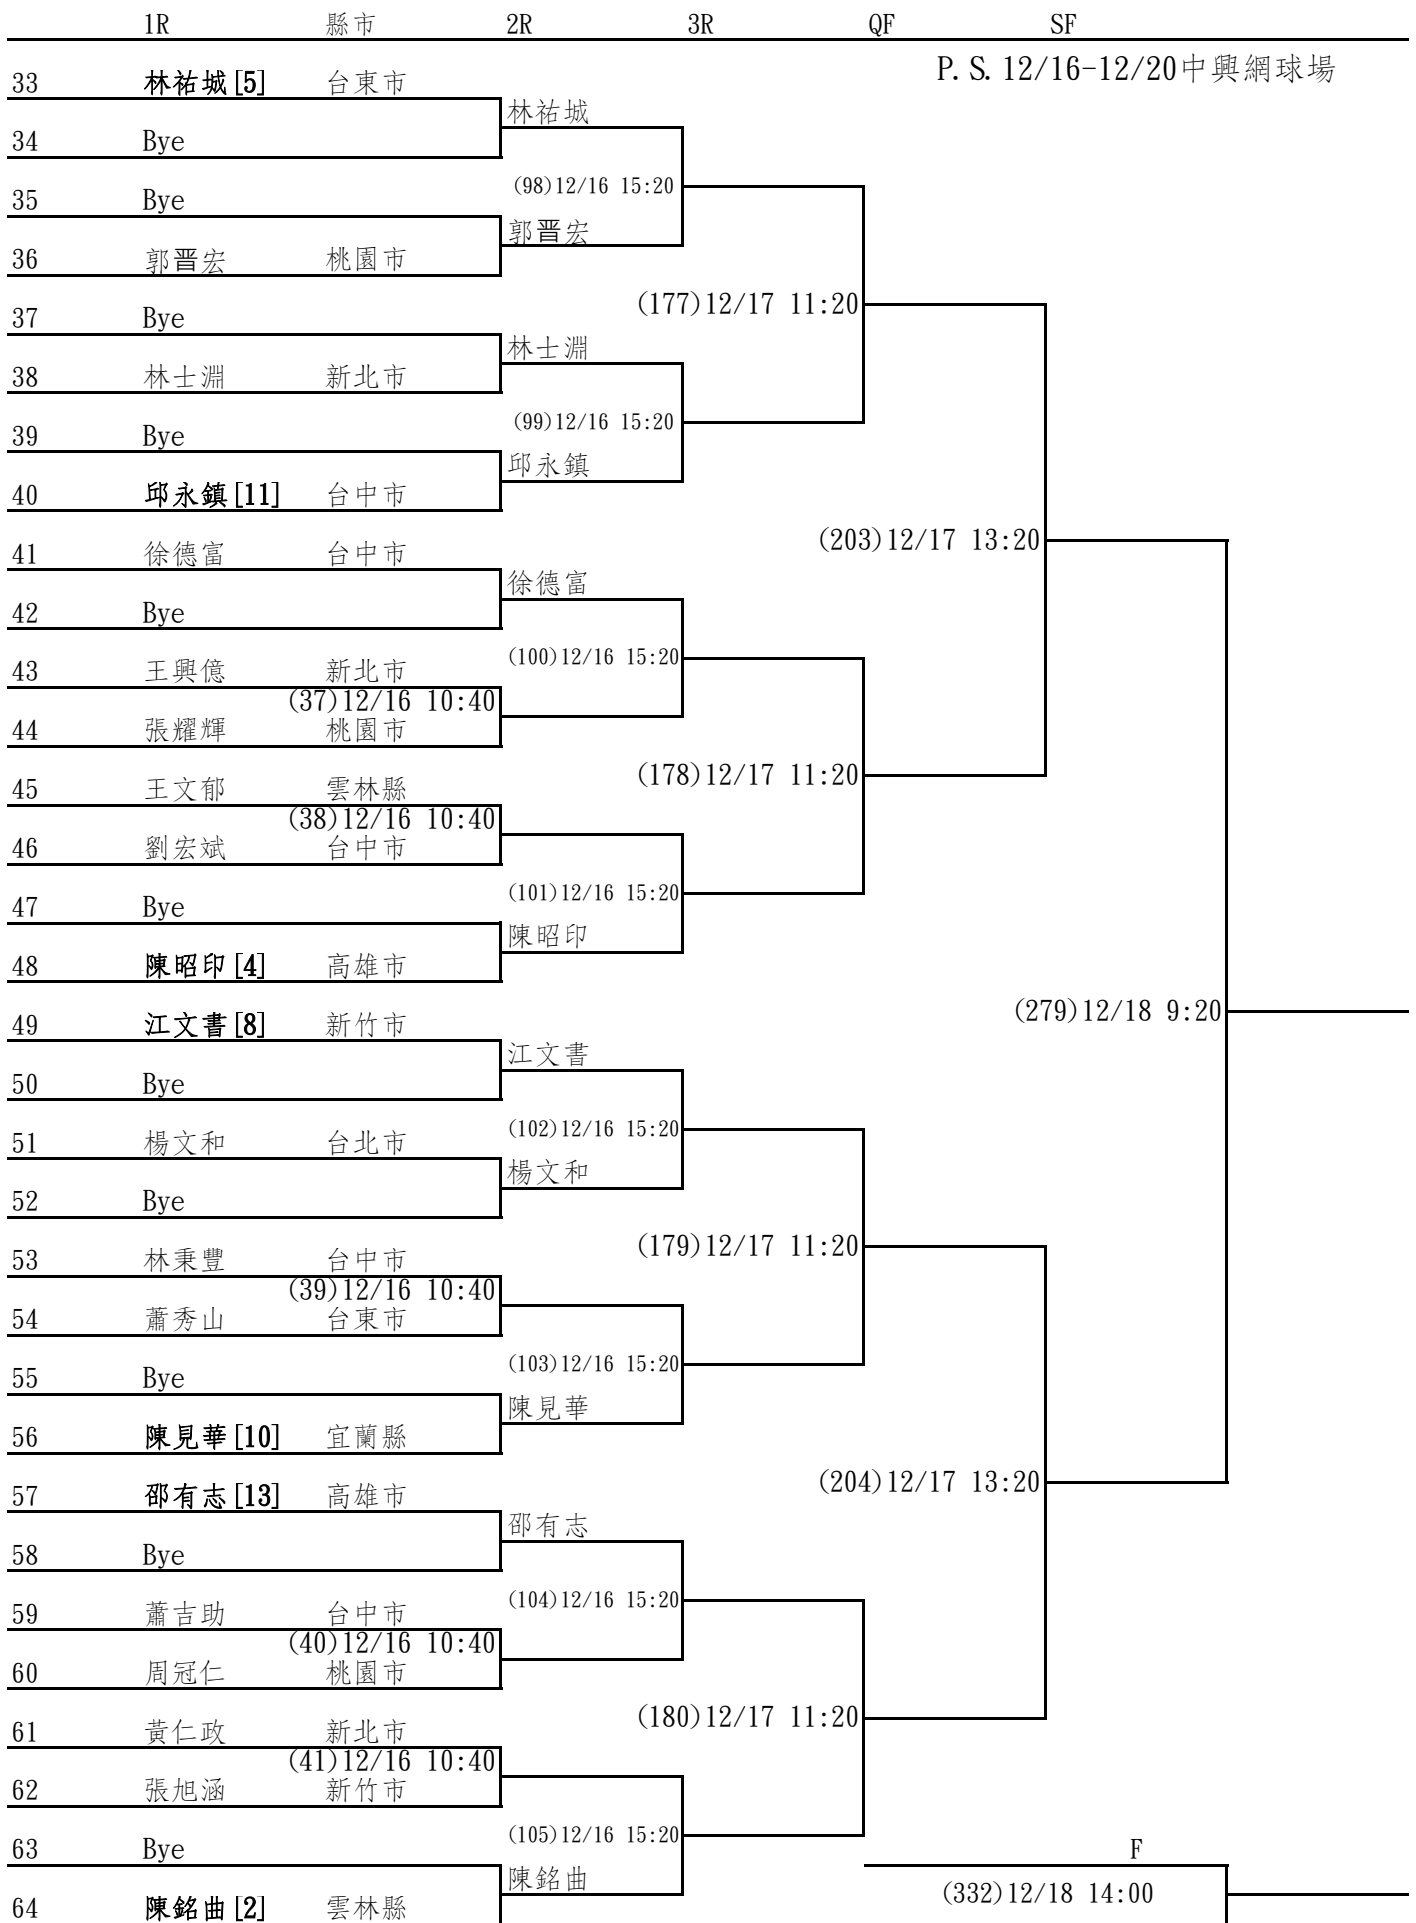 1R 縣市 2R 3R QF SF
P.S.12/16-12/20中興網球場
33 林祐城[5] 台東市
林祐城
34 Bye
(98)12/16 15:20
35 Bye
郭晋宏
36 郭晋宏 桃園市
(177)12/17 11:20
37 Bye
林士淵
38 林士淵 新北市
(99)12/16 15:20
39 Bye
邱永鎮
40 邱永鎮[11] 台中市
(203)12/17 13:20
41 徐德富 台中市
徐德富
42 Bye
(100)12/16 15:20
43 王興億 新北市
(37)12/16 10:40
44 張耀輝 桃園市
(178)12/17 11:20
45 王文郁 雲林縣
(38)12/16 10:40
46 劉宏斌 台中市
(101)12/16 15:20
47 Bye
陳昭印
48 陳昭印[4] 高雄市
(279)12/18 9:20
49 江文書[8] 新竹市
江文書
50 Bye
(102)12/16 15:20
51 楊文和 台北市
楊文和
52 Bye
(179)12/17 11:20
53 林秉豐 台中市
(39)12/16 10:40
54 蕭秀山 台東市
(103)12/16 15:20
55 Bye
陳見華
56 陳見華[10] 宜蘭縣
(204)12/17 13:20
57 邵有志[13] 高雄市
邵有志
58 Bye
(104)12/16 15:20
59 蕭吉助 台中市
(40)12/16 10:40
60 周冠仁 桃園市
(180)12/17 11:20
61 黃仁政 新北市
(41)12/16 10:40
62 張旭涵 新竹市
(105)12/16 15:20
63 Bye
F
陳銘曲
(332)12/18 14:00
64 陳銘曲[2] 雲林縣